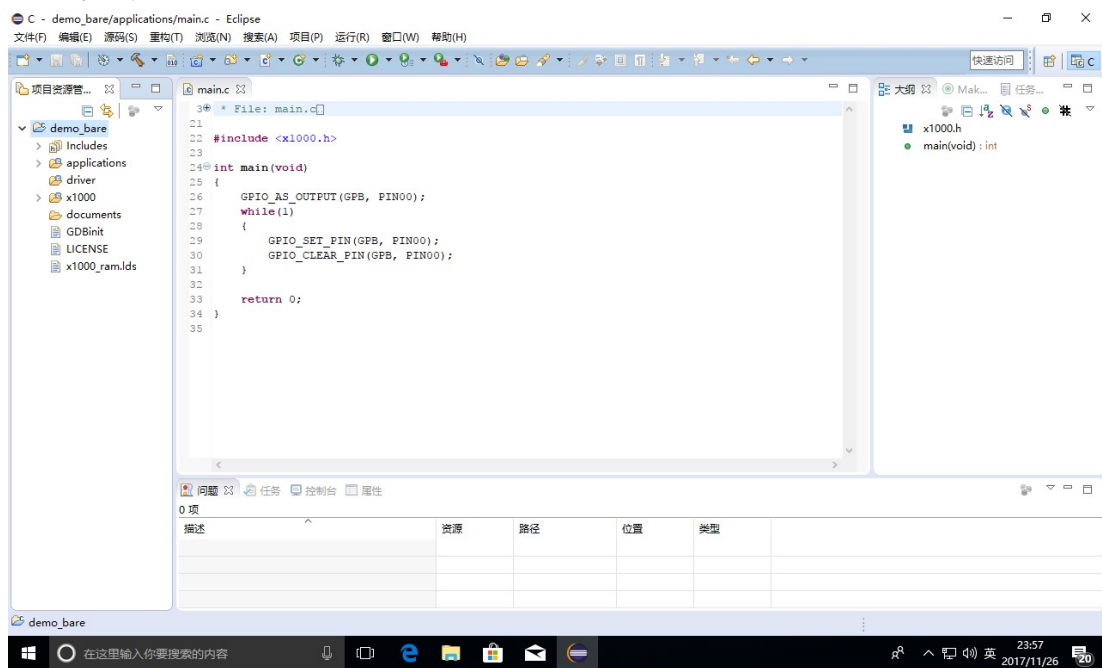 C - demo_bare/applications/main.c - Eclipse
文件(F) 编辑(E) 源码(S) 重构(T) 浏览(N) 搜索(A) 项目(P) 运行(R) 窗口(W) 帮助(H)
快速访问 C
项目资源管...
demo_bare
Includes
applications
driver
x1000
documents
GDBinit
LICENSE
x1000_ram.lds
main.c
3 * File: main.c
21
22 #include <x1000.h>
23
24 int main(void)
25 {
26 GPIO_AS_OUTPUT(GPB, PIN00);
27 while(1)
28 {
29 GPIO_SET_PIN(GPB, PIN00);
30 GPIO_CLEAR_PIN(GPB, PIN00);
31 }
32
33 return 0;
34 }
35
大纲 Mak... 任务...
x1000.h
main(void) : int
问题 任务 控制台 属性
0 项
描述 资源 路径 位置 类型
demo_bare
在这里输入你要搜索的内容
英 23:57
2017/11/26
20